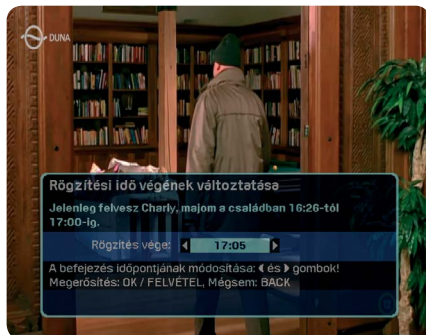 DUNA
Rögzítési idő végének változtatása
Jelenleg felvesz Charly, majom a családban 16:26-tól
17:00-ig.
Rögzítés vége: 17:05
A befejezés időpontjának módosítása: ◖ és ◗ gombok!
Megerősítés: OK / FELVÉTEL, Mégsem: BACK